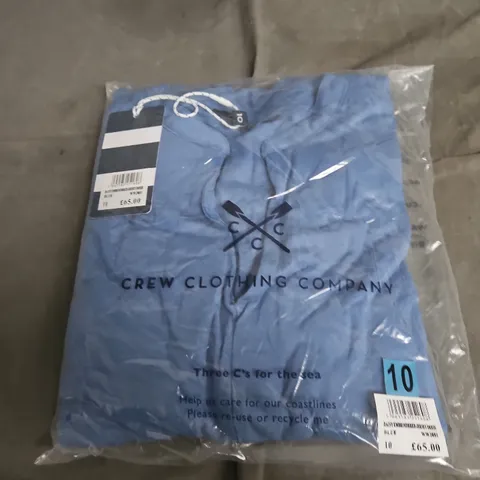 10
£65.00
C C
C
CREW CLOTHING COMPANY
Three C's for the sea
Help us care for our coastlines
Please re-use or recycle me
10
10
£65.00